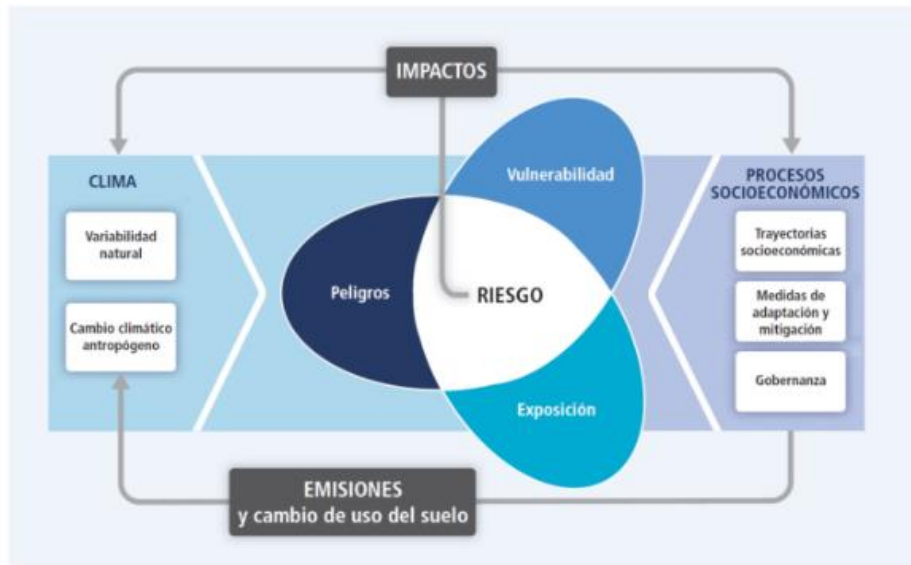 IMPACTOS
CLIMA
Variabilidad
natural
Cambio climático
antropógeno
Vulnerabilidad
Peligros
RIESGO
Exposición
PROCESOS
SOCIOECONÓMICOS
Trayectorias
socioeconómicas
Medidas de
adaptación y
mitigación
Gobernanza
EMISIONES
y cambio de uso del suelo